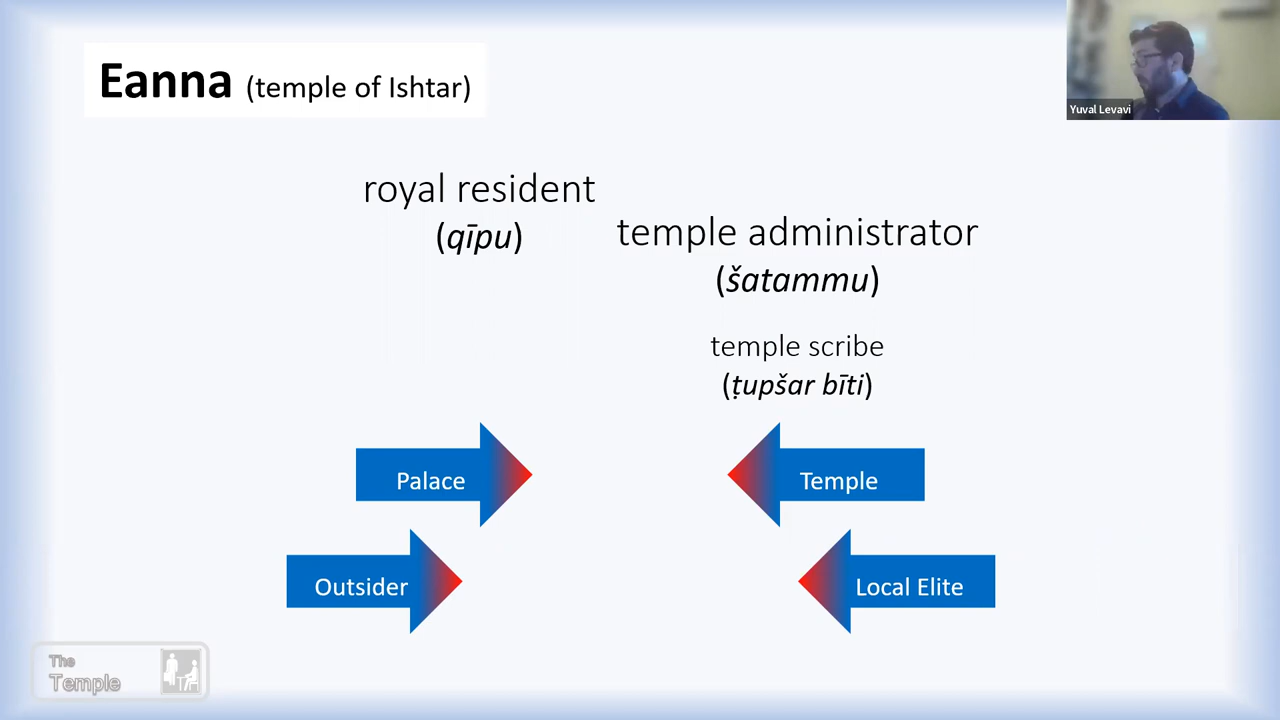 Eanna (temple of Ishtar)
Yuval Levavi
royal resident
(qīpu)
temple administrator
(šatammu)
temple scribe
(ṭupšar bīti)
Palace
Temple
Outsider
Local Elite
The
Temple